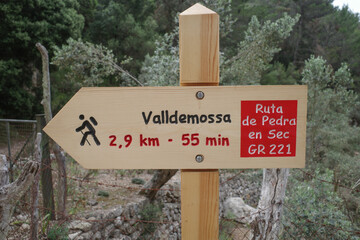 Valldemossa
2,9 km - 55 min
Ruta
de Pedra
en Sec
GR 221